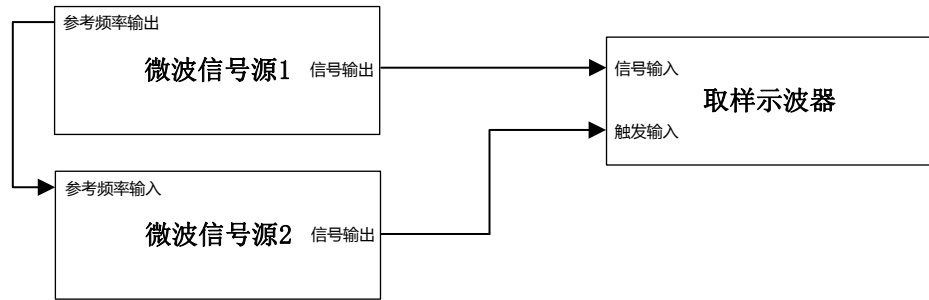 参考频率输出
微波信号源1
信号输出
信号输入
取样示波器
触发输入
参考频率输入
微波信号源2
信号输出